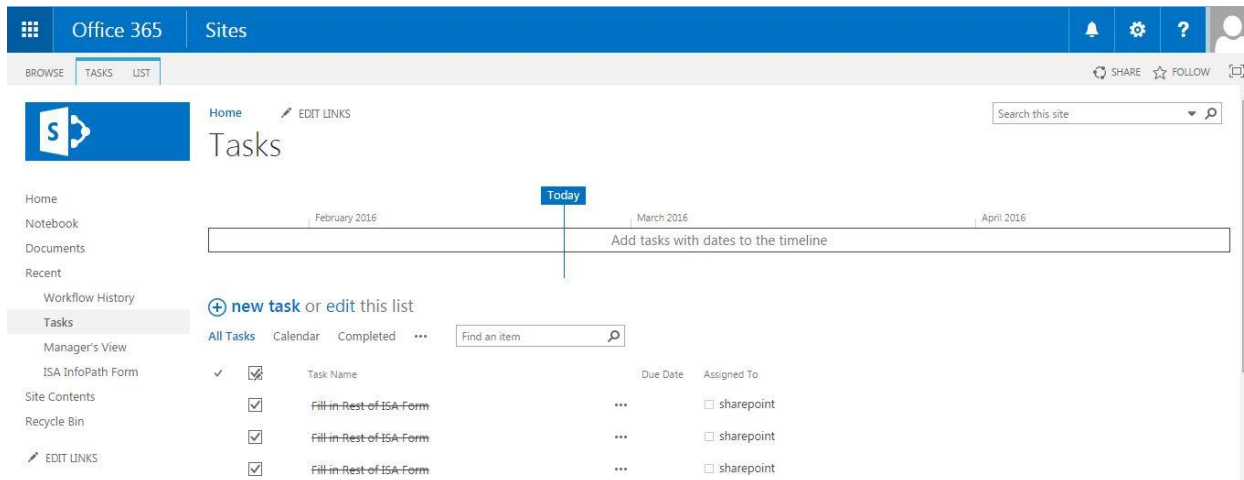 Office 365 Sites ?
BROWSE TASKS LIST SHARE FOLLOW
S
Home EDIT LINKS
Search this site
Tasks
Home
Notebook
Documents
Recent
Workflow History
Tasks
Manager's View
ISA InfoPath Form
Site Contents
Recycle Bin
EDIT LINKS
Today
February 2016 March 2016 April 2016
Add tasks with dates to the timeline
new task or edit this list
All Tasks Calendar Completed ••• Find an item
Task Name Due Date Assigned To
Fill in Rest of ISA Form ••• sharepoint
Fill in Rest of ISA Form ••• sharepoint
Fill in Rest of ISA Form ••• sharepoint